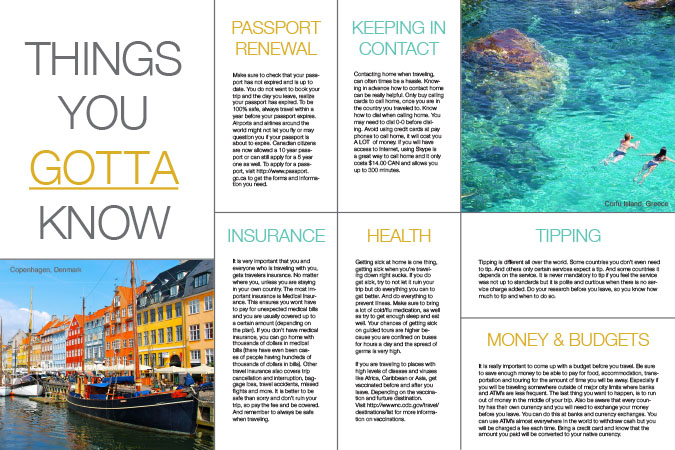 THINGS
YOU
GOTTA
KNOW
Copenhagen, Denmark
PASSPORT
RENEWAL
Make sure to check that your pass-
port has not expired and is up to
date. You do not want to book your
trip and the day you leave, realize
your passport has expired. To be
100% safe, always travel within a
year before your passport expires.
Airports and airlines around the
world might not let you fly or may
question you if your passport is
about to expire. Canadian citizens
are now allowed a 10 year pass-
port or can still apply for a 5 year
one as well. To apply for a pass-
port, visit http://www.passport.
gc.ca to get the forms and informa-
tion you need.
KEEPING IN
CONTACT
Contacting home when traveling,
can often times be a hassle. Know-
ing in advance how to contact home
can be really helpful. Only buy calling
cards to call home, once you are in
the country you traveled to. Know
how to dial when calling home. You
may need to dial 0-0 before dial-
ing. Avoid using credit cards at pay
phones to call home, it will cost you
A LOT of money. If you will have
access to Internet, using Skype is
a great way to call home and it only
costs $14.00 CAN and allows you
up to 300 minutes.
Corfu Island, Greece
INSURANCE
It is very important that you and
everyone who is traveling with you,
gets travelers insurance. No matter
where you, unless you are staying
in your own country. The most im-
portant insurance is Medical Insur-
ance. This ensures you wont have
to pay for unexpected medical bills
and you are usually covered up to
a certain amount (depending on the
plan). If you don't have medical
insurance, you can go home with
thousands of dollars in medical
bills (there have even been cas-
es of people having hundreds of
thousands of dollars in bills). Other
travel insurance also covers trip
cancellation and interruption, bag-
gage loss, travel accidents, missed
flights and more. It is better to be
safe than sorry and don't ruin your
trip, so pay the fee and be covered.
And remember to always be safe
when traveling.
HEALTH
Getting sick at home is one thing,
getting sick when you're trave-
ling down right sucks. If you do
get sick, try to not let it ruin your
trip but do everything you can to
get better. And do everything to
prevent illness. Make sure to bring
a lot of cold/flu medication, as well
as try to get enough sleep and eat
well. Your chances of getting sick
on guided tours are higher be-
cause you are confined on buses
for hours a day and the spread of
germs is very high.
If you are traveling to places with
high levels of disease and viruses
like Africa, Caribbean or Asia, get
vaccinated before and after you
leave. Depending on the vaccina-
tion and furture destination.
Visit http://wwwnc.cdc.gov/travel/
destinations/list for more informa-
tion on vaccinations.
TIPPING
Tipping is different all over the world. Some countries you don't even need
to tip. And others only certain services expect a tip. And some countries it
depends on the service. It is never mandatory to tip if you feel the service
was not up to standards but it is polite and curtious when there is no ser-
vice charge added. Do your research before you leave, so you know how
much to tip and when to do so.
MONEY & BUDGETS
It is really important to come up with a budget before you travel. Be sure
to save enough money to be able to pay for food, accommodation, trans-
portation and touring for the amount of time you will be away. Especially if
you will be traveling somewhere outside of major city limits where banks
and ATM's are less frequent. The last thing you want to happen, is to run
out of money in the middle of your trip. Also be aware that every coun-
try has their own currency and you will need to exchange your money
before you leave. You can do this at banks and currency exchanges. You
can use ATM's almost everywhere in the world to withdraw cash but you
will be charged a fee each time. Bring a credit card and know that the
amount you paid will be converted to your native currency.